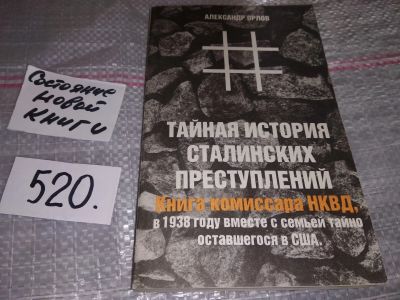 Состояние
новой
книги
520.
АЛЕКСАНДР ОРЛОВ
ТАЙНАЯ ИСТОРИЯ
СТАЛИНСКИХ
ПРЕСТУПЛЕНИЙ
Книга комиссара НКВД,
в 1938 году вместе с семьей тайно
оставшегося в США.